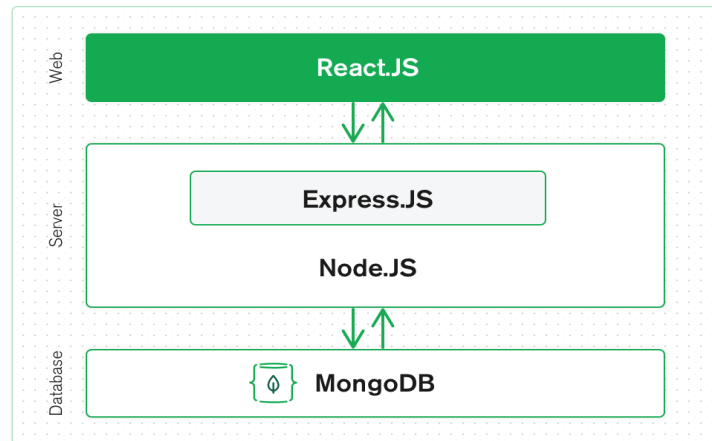 Web
React.JS
Server
Express.JS
Node.JS
Database
MongoDB